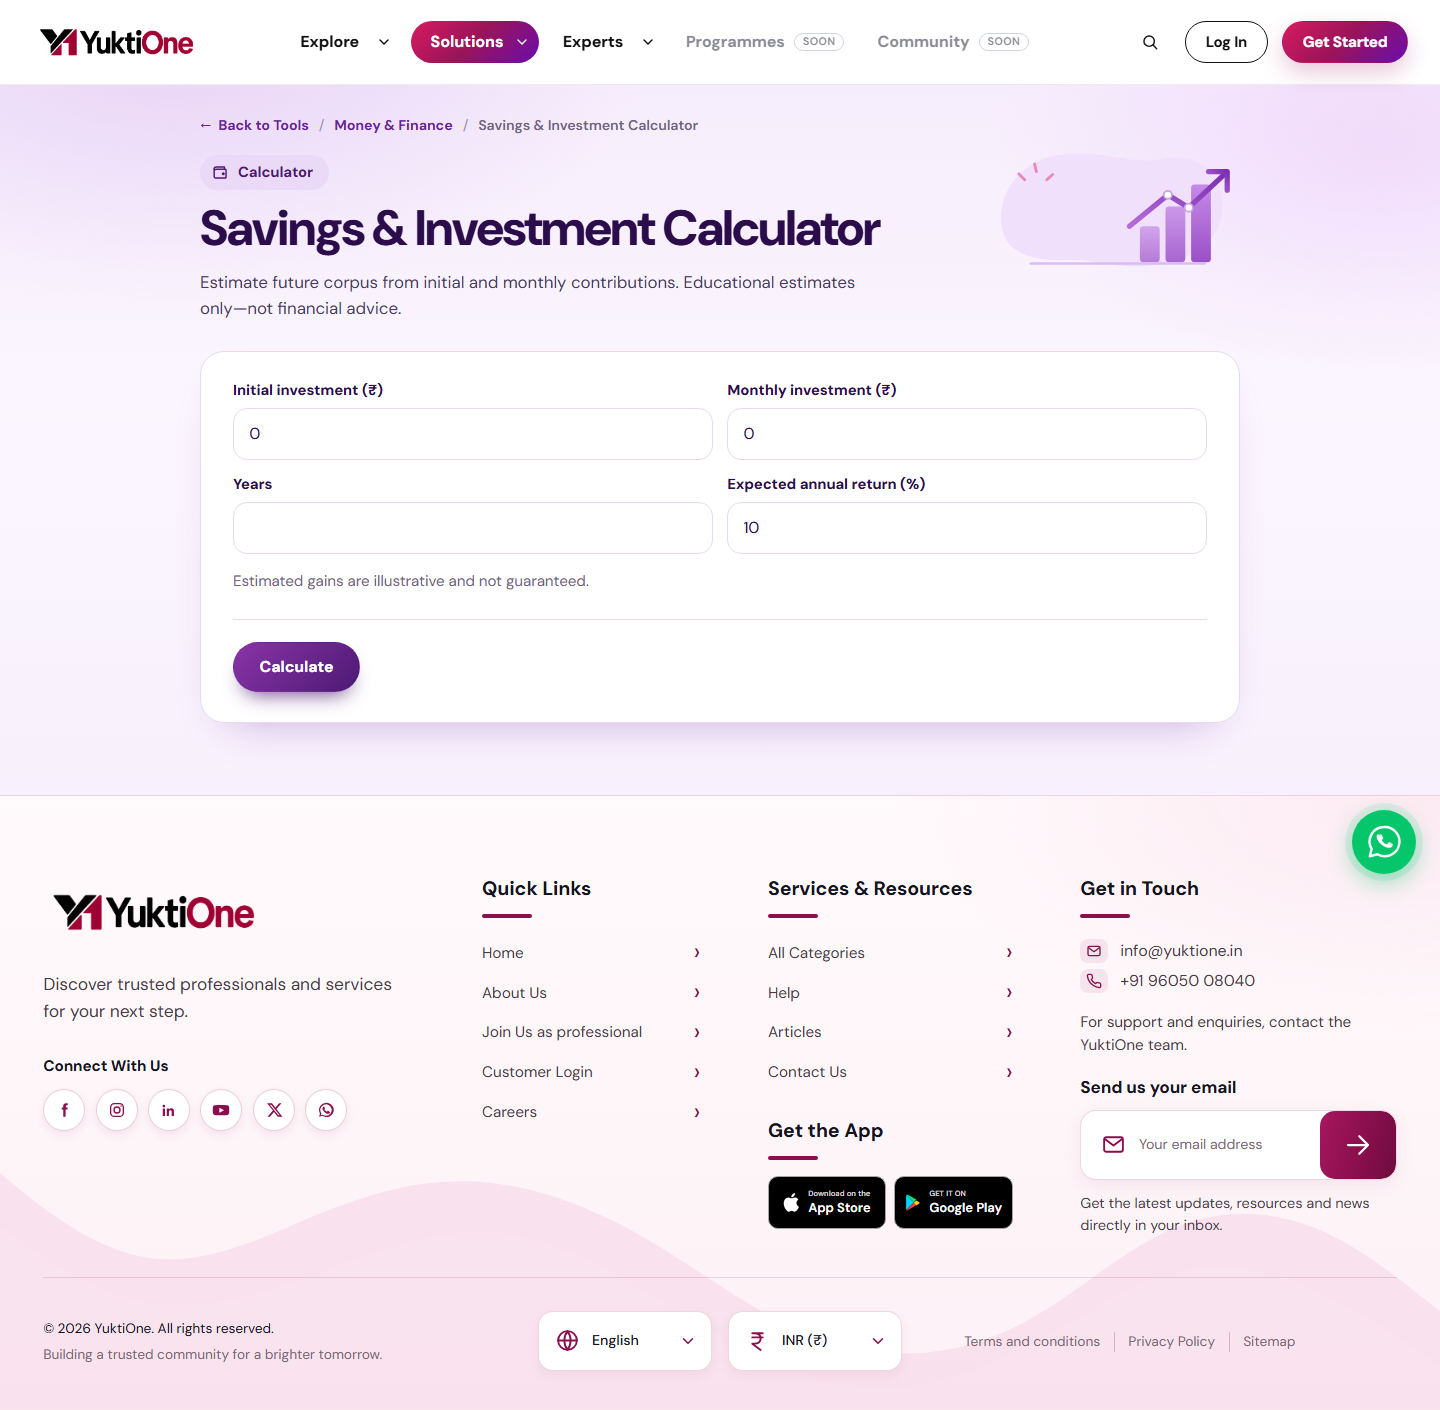 YuktiOne
Explore
Solutions
Experts
Programmes SOON
Community SOON
Log In
Get Started
← Back to Tools / Money & Finance / Savings & Investment Calculator
Calculator
Savings & Investment Calculator
Estimate future corpus from initial and monthly contributions. Educational estimates
only—not financial advice.
Initial investment (₹)
0
Monthly investment (₹)
0
Years
Expected annual return (%)
10
Estimated gains are illustrative and not guaranteed.
Calculate
YuktiOne
Discover trusted professionals and services
for your next step.
Connect With Us
Quick Links
Home
About Us
Join Us as professional
Customer Login
Careers
Services & Resources
All Categories
Help
Articles
Contact Us
Get the App
Download on the
App Store
GET IT ON
Google Play
Get in Touch
info@yuktione.in
+91 96050 08040
For support and enquiries, contact the
YuktiOne team.
Send us your email
Your email address
Get the latest updates, resources and news
directly in your inbox.
© 2026 YuktiOne. All rights reserved.
Building a trusted community for a brighter tomorrow.
English
₹ INR (₹)
Terms and conditions
Privacy Policy
Sitemap